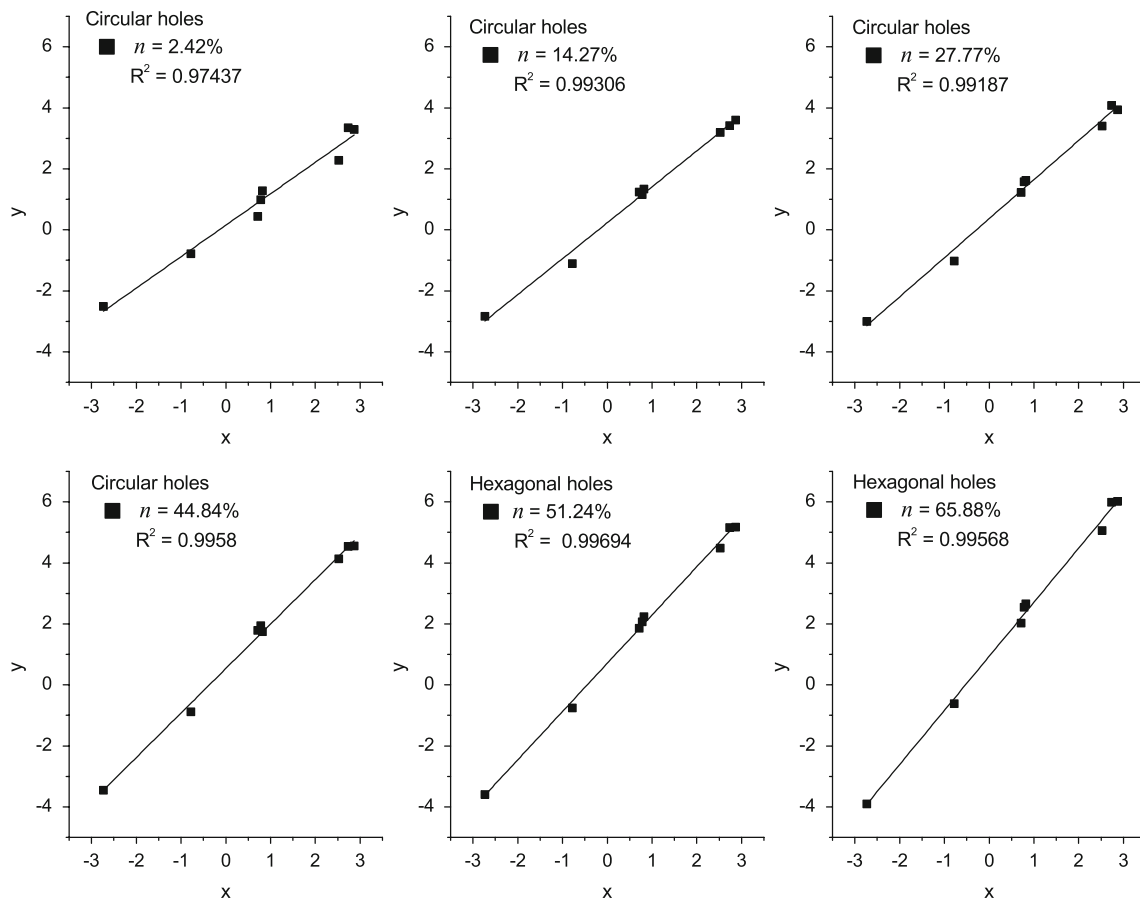 Circular holes
n = 2.42%
R² = 0.97437
6
4
2
0
-2
-4
y
-3 -2 -1 0 1 2 3
x
Circular holes
n = 14.27%
R² = 0.99306
6
4
2
0
-2
-4
y
-3 -2 -1 0 1 2 3
x
Circular holes
n = 27.77%
R² = 0.99187
6
4
2
0
-2
-4
y
-3 -2 -1 0 1 2 3
x
Circular holes
n = 44.84%
R² = 0.9958
6
4
2
0
-2
-4
y
-3 -2 -1 0 1 2 3
x
Hexagonal holes
n = 51.24%
R² = 0.99694
6
4
2
0
-2
-4
y
-3 -2 -1 0 1 2 3
x
Hexagonal holes
n = 65.88%
R² = 0.99568
6
4
2
0
-2
-4
y
-3 -2 -1 0 1 2 3
x